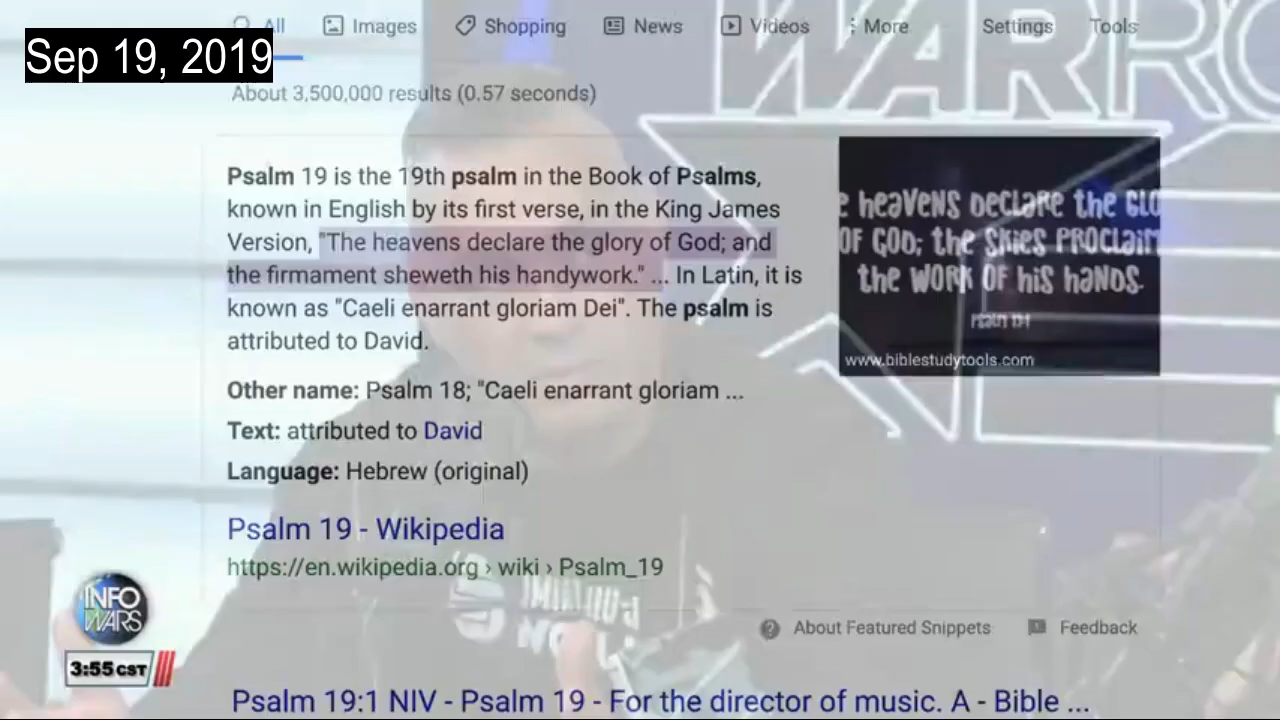 All Images Shopping News Videos More Settings Tools
Sep 19, 2019
About 3,500,000 results (0.57 seconds)
WARRO
Psalm 19 is the 19th psalm in the Book of Psalms,
known in English by its first verse, in the King James
Version, "The heavens declare the glory of God; and
the firmament sheweth his handywork." ... In Latin, it is
known as "Caeli enarrant gloriam Dei". The psalm is
attributed to David.
Other name: Psalm 18; "Caeli enarrant gloriam ...
Text: attributed to David
Language: Hebrew (original)
e heavens declare the glo
of God; the skies proclaim
the work of his hands.
Psalm 19:1
www.biblestudytools.com
Psalm 19 - Wikipedia
https://en.wikipedia.org › wiki › Psalm_19
INFO
WARS
3:55 CST
About Featured Snippets Feedback
Psalm 19:1 NIV - Psalm 19 - For the director of music. A - Bible ...